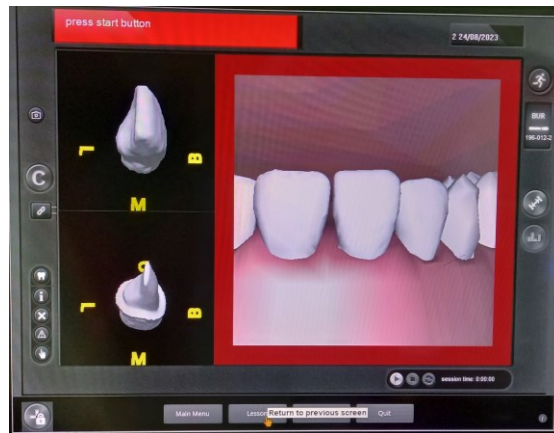 press start button
2 24/08/2023
BUR
C
L
B
M
L
B
M
session time: 0:00:00
Main Menu
Lesson
Return to previous screen
Quit